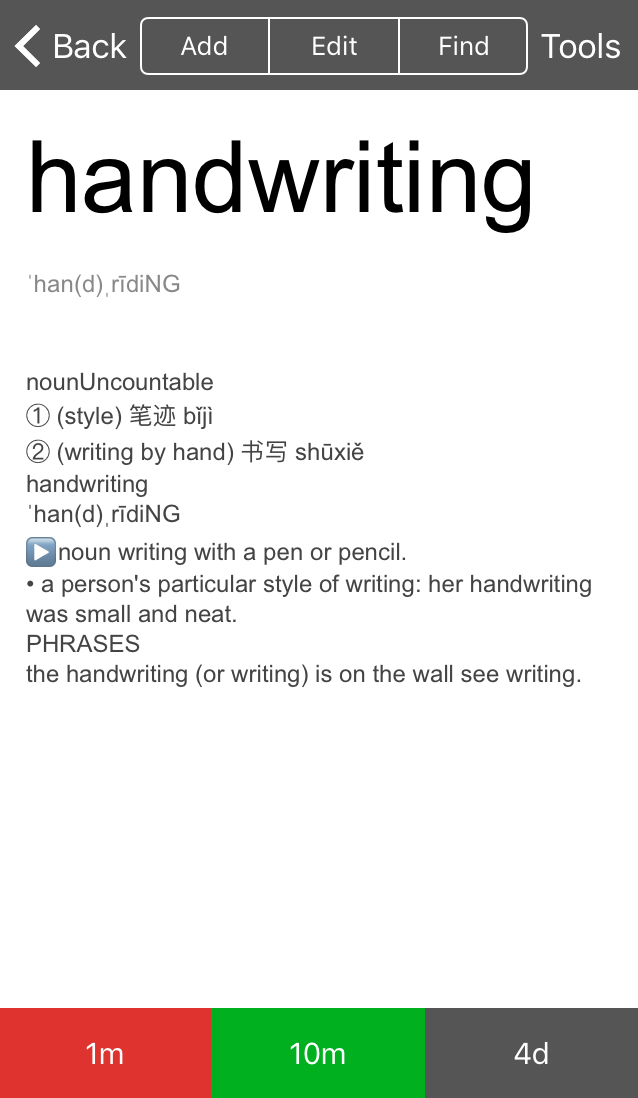 Back Add Edit Find Tools
handwriting
ˈhan(d)ˌrīdiNG
nounUncountable
① (style) 笔迹 bǐjì
② (writing by hand) 书写 shūxiě
handwriting
ˈhan(d)ˌrīdiNG
▶️noun writing with a pen or pencil.
• a person's particular style of writing: her handwriting
was small and neat.
PHRASES
the handwriting (or writing) is on the wall see writing.
1m 10m 4d